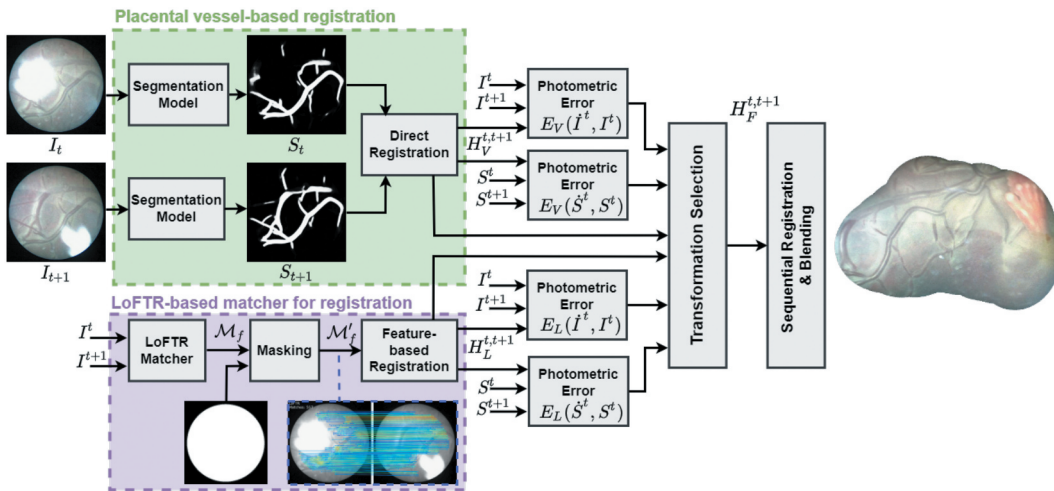 Placental vessel-based registration
Segmentation
Model
I_t
S_t
Segmentation
Model
I_{t+1}
S_{t+1}
Direct
Registration
H_V^{t,t+1}
I^t
I^{t+1}
Photometric
Error
E_V(İ^t, I^t)
S^t
S^{t+1}
Photometric
Error
E_V(Ṡ^t, S^t)
LoFTR-based matcher for registration
I^t
I^{t+1}
LoFTR
Matcher
M_f
Masking
M'_f
Feature-
based
Registration
H_L^{t,t+1}
I^t
I^{t+1}
Photometric
Error
E_L(İ^t, I^t)
S^t
S^{t+1}
Photometric
Error
E_L(Ṡ^t, S^t)
Transformation Selection
H_F^{t,t+1}
Sequential Registration
& Blending